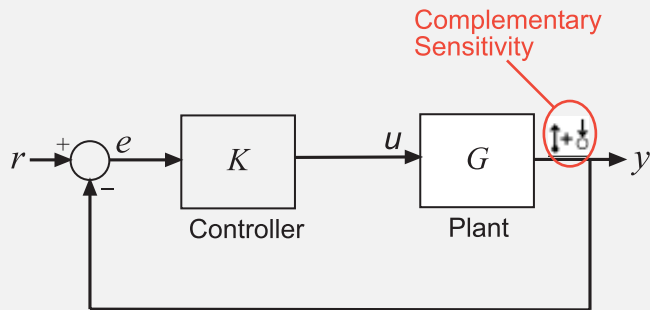 Complementary
Sensitivity
+
r
e
K
u
G
+
y
−
Controller
Plant